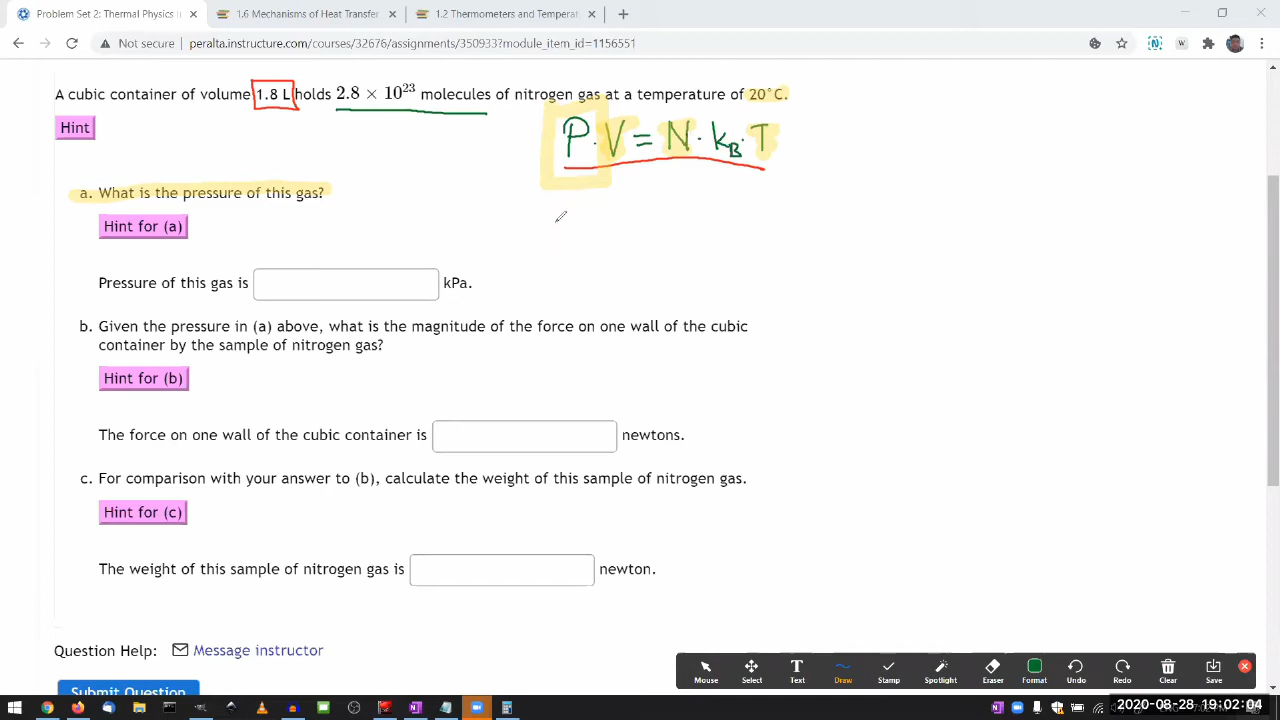 Problem Set 2: Thermal Physics
1.6 Mechanisms of Heat Transfer
1.2 Thermometers and Temperat
Not secure
peralta.instructure.com/courses/32676/assignments/350933?module_item_id=1156551
A cubic container of volume 1.8 L holds 2.8 × 10^23 molecules of nitrogen gas at a temperature of 20°C.
Hint
P·V = N·k_B·T
a. What is the pressure of this gas?
Hint for (a)
Pressure of this gas is kPa.
b. Given the pressure in (a) above, what is the magnitude of the force on one wall of the cubic
container by the sample of nitrogen gas?
Hint for (b)
The force on one wall of the cubic container is newtons.
c. For comparison with your answer to (b), calculate the weight of this sample of nitrogen gas.
Hint for (c)
The weight of this sample of nitrogen gas is newton.
Question Help: Message instructor
Submit Question
Mouse Select Text Draw Stamp Spotlight Eraser Format Undo Redo Clear Save
2020-08-28 19:02:04